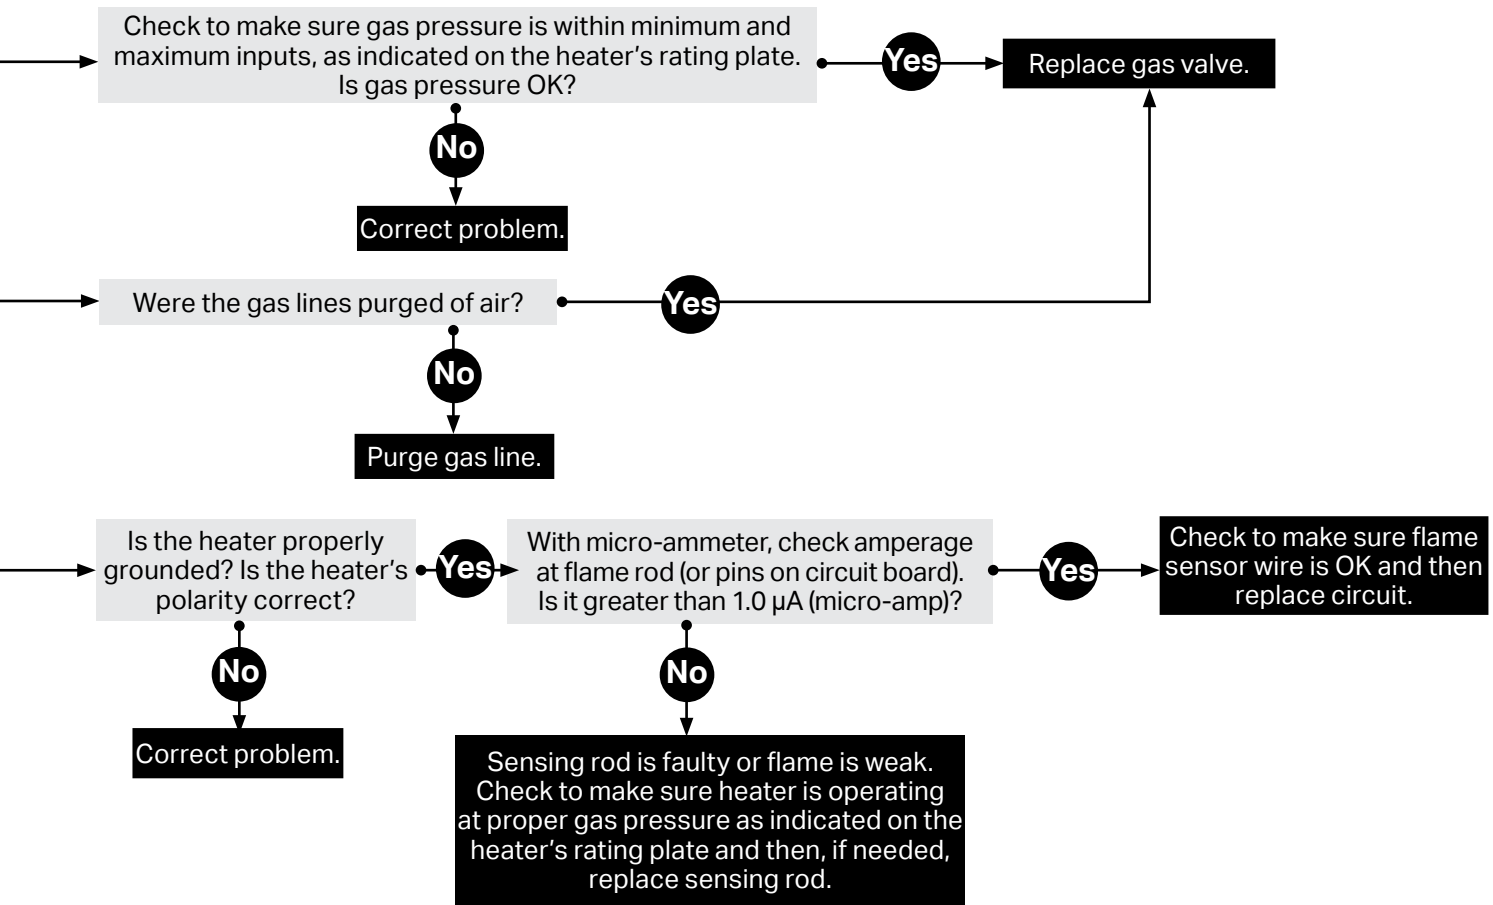 Check to make sure gas pressure is within minimum and
maximum inputs, as indicated on the heater's rating plate.
Is gas pressure OK?
Yes
Replace gas valve.
No
Correct problem.
Were the gas lines purged of air?
Yes
No
Purge gas line.
Is the heater properly
grounded? Is the heater's
polarity correct?
Yes
With micro-ammeter, check amperage
at flame rod (or pins on circuit board).
Is it greater than 1.0 µA (micro-amp)?
Yes
Check to make sure flame
sensor wire is OK and then
replace circuit.
No
Correct problem.
No
Sensing rod is faulty or flame is weak.
Check to make sure heater is operating
at proper gas pressure as indicated on the
heater's rating plate and then, if needed,
replace sensing rod.